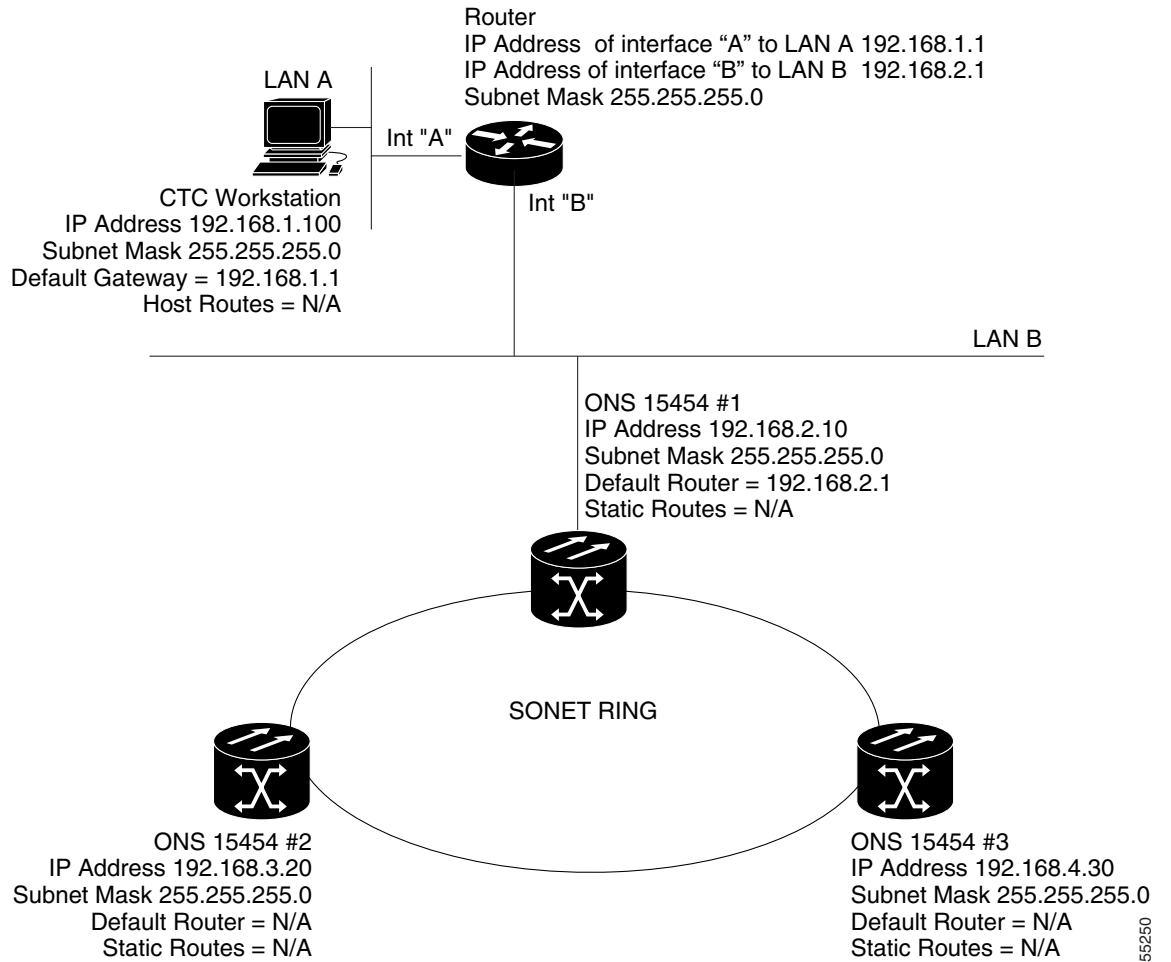 Router
IP Address of interface “A” to LAN A 192.168.1.1
IP Address of interface “B” to LAN B 192.168.2.1
Subnet Mask 255.255.255.0
LAN A
Int "A"
Int "B"
CTC Workstation
IP Address 192.168.1.100
Subnet Mask 255.255.255.0
Default Gateway = 192.168.1.1
Host Routes = N/A
LAN B
ONS 15454 #1
IP Address 192.168.2.10
Subnet Mask 255.255.255.0
Default Router = 192.168.2.1
Static Routes = N/A
SONET RING
ONS 15454 #2
IP Address 192.168.3.20
Subnet Mask 255.255.255.0
Default Router = N/A
Static Routes = N/A
ONS 15454 #3
IP Address 192.168.4.30
Subnet Mask 255.255.255.0
Default Router = N/A
Static Routes = N/A
55250